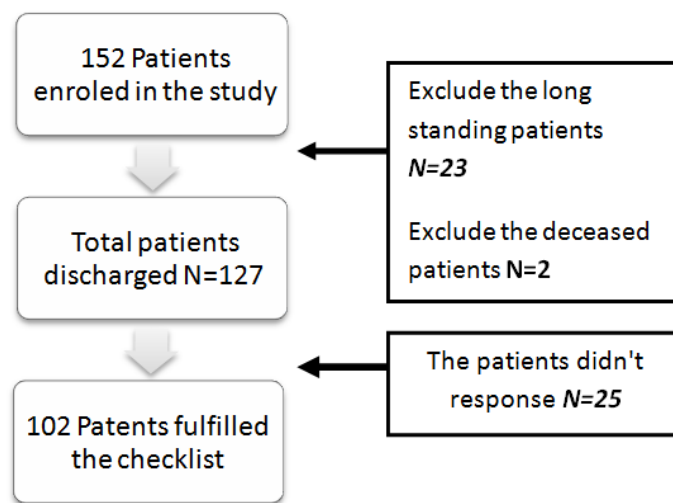 152 Patients
enroled in the study
Exclude the long
standing patients
N=23
Exclude the deceased
patients N=2
Total patients
discharged N=127
The patients didn't
response N=25
102 Patents fulfilled
the checklist